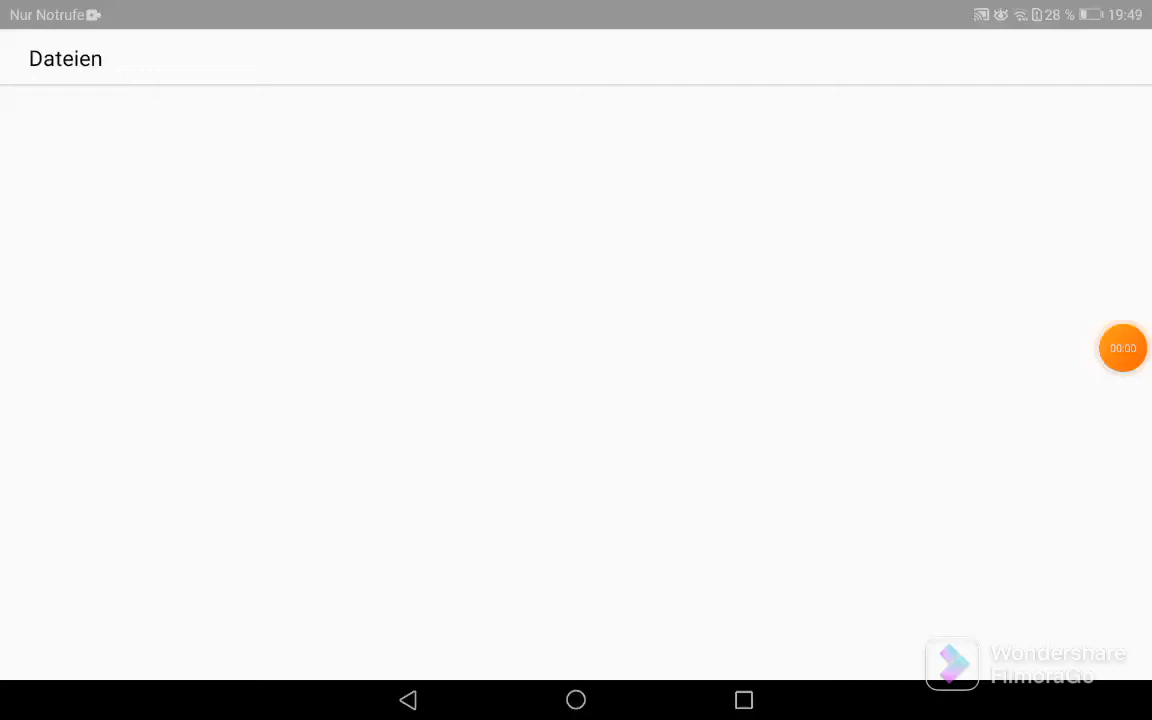 Nur Notrufe
28 %
19:49
Dateien
00:00
Wondershare
FilmoraGo